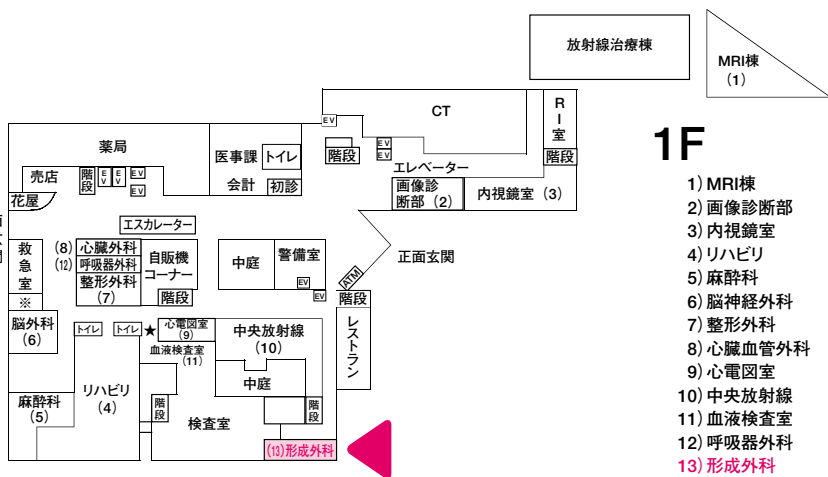 放射線治療棟
MRI棟
(1)
CT
RI室
EV
薬局
医事課
トイレ
階段
EV
EV
エレベーター
階段
売店
階段
EV
EV
EV
EV
会計
初診
画像診
断部(2)
内視鏡室(3)
花屋
エスカレーター
救急室
※
(8)
心臓外科
(12)
呼吸器外科
整形外科
(7)
自販機
コーナー
階段
中庭
警備室
EV
EV
ATM
正面玄関
階段
レストラン
脳外科
(6)
トイレ
トイレ
★
心電図室
(9)
血液検査室
(11)
中央放射線
(10)
中庭
麻酔科
(5)
リハビリ
(4)
階段
検査室
階段
(13)形成外科
1F
1)MRI棟
2)画像診断部
3)内視鏡室
4)リハビリ
5)麻酔科
6)脳神経外科
7)整形外科
8)心臓血管外科
9)心電図室
10)中央放射線
11)血液検査室
12)呼吸器外科
13)形成外科